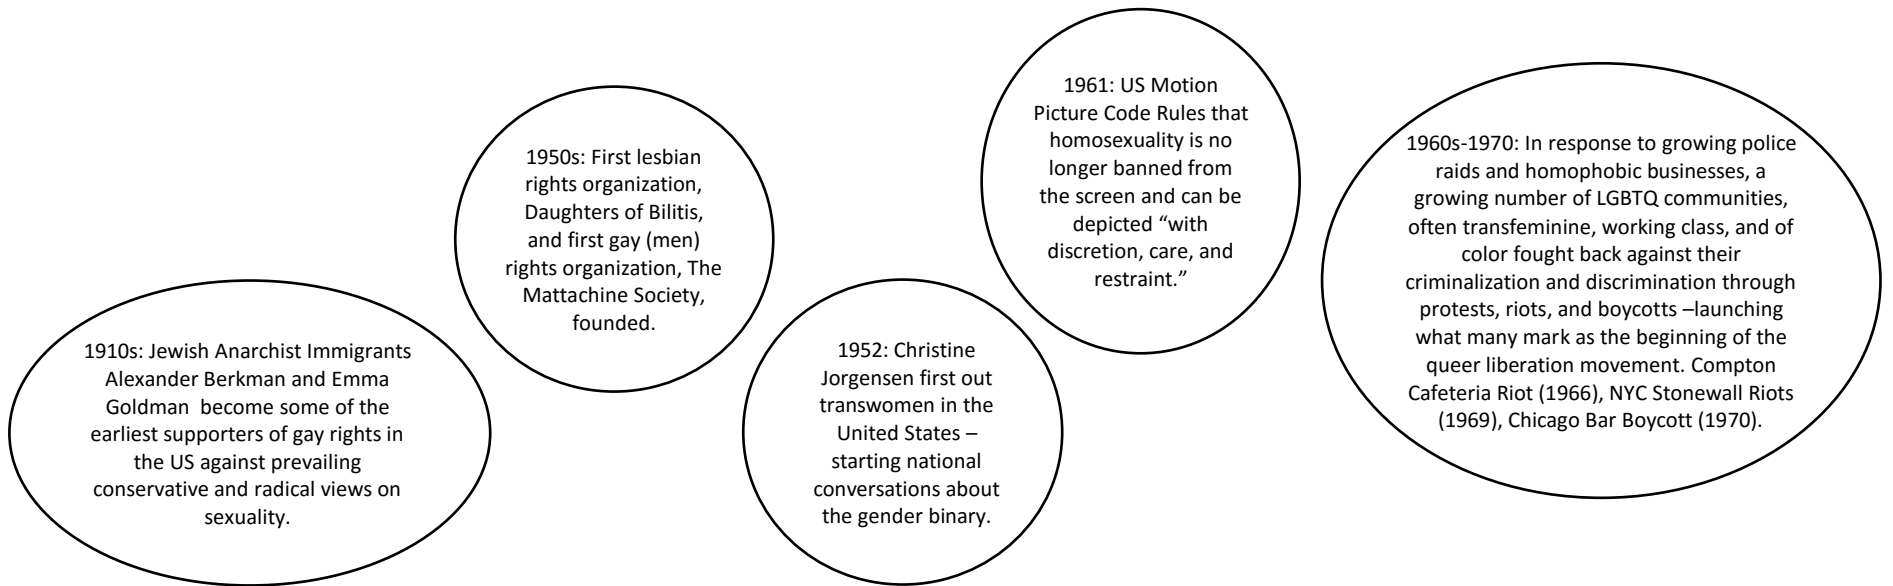 1910s: Jewish Anarchist Immigrants
Alexander Berkman and Emma
Goldman  become some of the
earliest supporters of gay rights in
the US against prevailing
conservative and radical views on
sexuality.
1950s: First lesbian
rights organization,
Daughters of Bilitis,
and first gay (men)
rights organization, The
Mattachine Society,
founded.
1952: Christine
Jorgensen first out
transwomen in the
United States –
starting national
conversations about
the gender binary.
1961: US Motion
Picture Code Rules that
homosexuality is no
longer banned from
the screen and can be
depicted “with
discretion, care, and
restraint.”
1960s-1970: In response to growing police
raids and homophobic businesses, a
growing number of LGBTQ communities,
often transfeminine, working class, and of
color fought back against their
criminalization and discrimination through
protests, riots, and boycotts –launching
what many mark as the beginning of the
queer liberation movement. Compton
Cafeteria Riot (1966), NYC Stonewall Riots
(1969), Chicago Bar Boycott (1970).